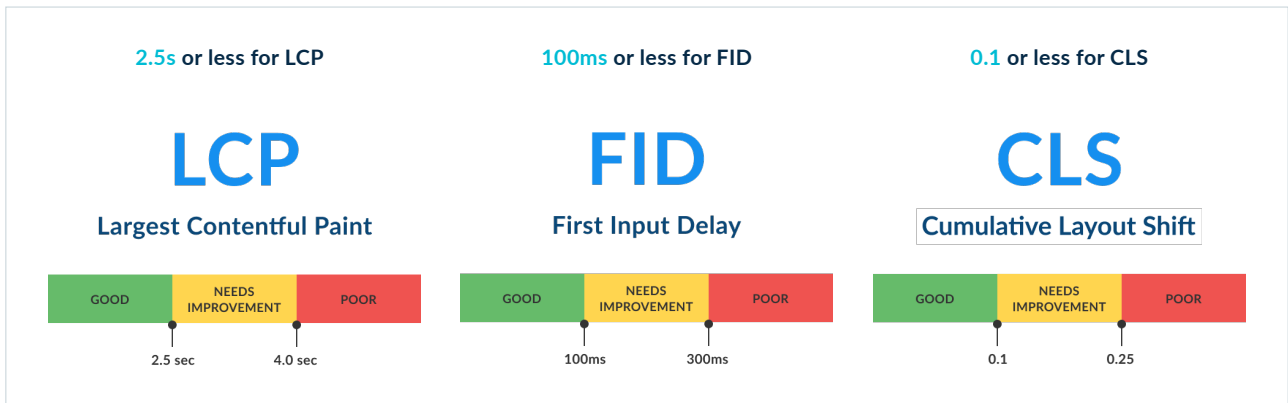 2.5s or less for LCP
LCP
Largest Contentful Paint
GOOD
NEEDS
IMPROVEMENT
POOR
2.5 sec
4.0 sec
100ms or less for FID
FID
First Input Delay
GOOD
NEEDS
IMPROVEMENT
POOR
100ms
300ms
0.1 or less for CLS
CLS
Cumulative Layout Shift
GOOD
NEEDS
IMPROVEMENT
POOR
0.1
0.25